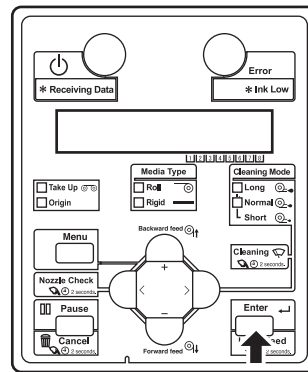 Error
* Receiving Data
* Ink Low
1 2 3 4 5 6 7 8
Media Type
Cleaning Mode
Take Up
Origin
Roll
Rigid
Long
Normal
Short
Menu
Backward feed
+
Cleaning
2 seconds.
Nozzle Check
2 seconds.
< >
Pause
Enter
−
Cancel
2 seconds.
Forward feed
2 seconds.